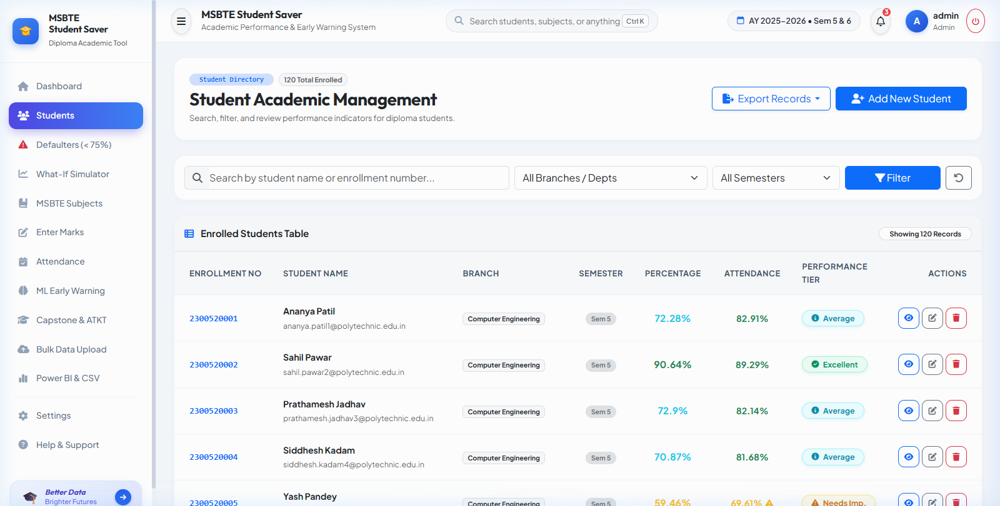 MSBTE
Student Saver
Diploma Academic Tool
Dashboard
Students
Defaulters (< 75%)
What-If Simulator
MSBTE Subjects
Enter Marks
Attendance
ML Early Warning
Capstone & ATKT
Bulk Data Upload
Power BI & CSV
Settings
Help & Support
Better Data
Brighter Futures
MSBTE Student Saver
Academic Performance & Early Warning System
Search students, subjects, or anything Ctrl K
AY 2025-2026 • Sem 5 & 6
3
A
admin
Admin
Student Directory 120 Total Enrolled
Student Academic Management
Search, filter, and review performance indicators for diploma students.
Export Records
Add New Student
Search by student name or enrollment number...
All Branches / Depts
All Semesters
Filter
Enrolled Students Table
Showing 120 Records
ENROLLMENT NO STUDENT NAME BRANCH SEMESTER PERCENTAGE ATTENDANCE PERFORMANCE TIER ACTIONS
2300520001 Ananya Patil Computer Engineering Sem 5 72.28% 82.91% Average
ananya.patil1@polytechnic.edu.in
2300520002 Sahil Pawar Computer Engineering Sem 5 90.64% 89.29% Excellent
sahil.pawar2@polytechnic.edu.in
2300520003 Prathamesh Jadhav Computer Engineering Sem 5 72.9% 82.14% Average
prathamesh.jadhav3@polytechnic.edu.in
2300520004 Siddhesh Kadam Computer Engineering Sem 5 70.87% 81.68% Average
siddhesh.kadam4@polytechnic.edu.in
2300520005 Yash Pandey Computer Engineering Sem 5 59.46% 69.61% Needs Imp.